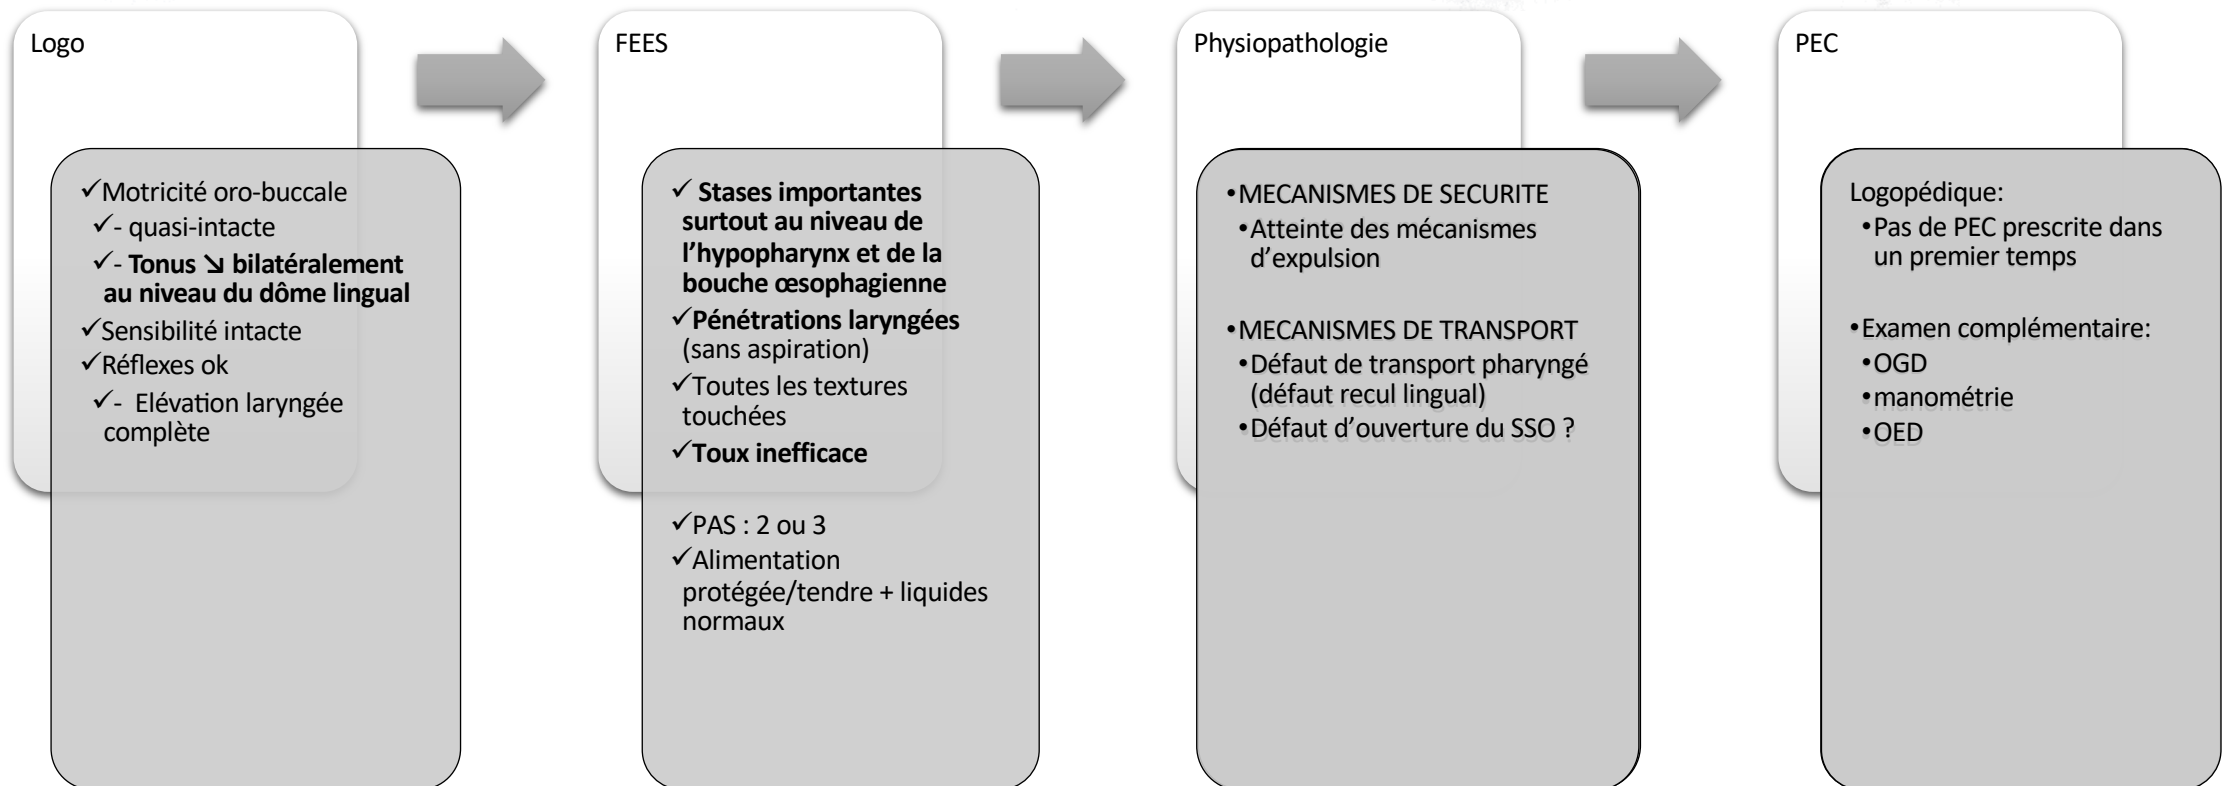 Logo
✓Motricité oro-buccale
✓- quasi-intacte
✓- Tonus ↘ bilatéralement
au niveau du dôme lingual
✓Sensibilité intacte
✓Réflexes ok
✓- Elévation laryngée
complète
FEES
✓ Stases importantes
surtout au niveau de
l’hypopharynx et de la
bouche œsophagienne
✓Pénétrations laryngées
(sans aspiration)
✓Toutes les textures
touchées
✓Toux inefficace
✓PAS : 2 ou 3
✓Alimentation
protégée/tendre + liquides
normaux
Physiopathologie
•MECANISMES DE SECURITE
•Atteinte des mécanismes
d’expulsion
•MECANISMES DE TRANSPORT
•Défaut de transport pharyngé
(défaut recul lingual)
•Défaut d’ouverture du SSO ?
PEC
Logopédique:
•Pas de PEC prescrite dans
un premier temps
•Examen complémentaire:
•OGD
•manométrie
•OED